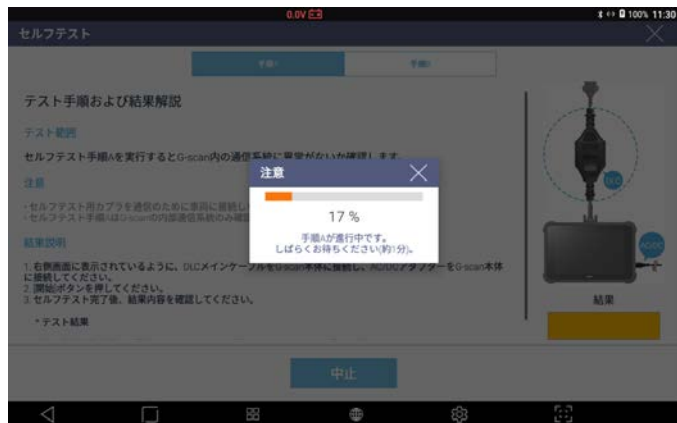 0.0V
100% 11:30
セルフテスト
手順A
手順B
テスト手順および結果解説
テスト範囲
セルフテスト手順Aを実行するとG-scan内の通信系統に異常がないか確認します。
注意
・セルフテスト用カプラを通信のために車両に接続し
・セルフテスト手順AはG-scanの内部通信系統のみ確認
結果説明
1. 右側画面に表示されているように、DLCメインケーブルをG-scan本体に接続し、AC/DCアダプターをG-scan本体
に接続してください。
2. [開始]ボタンを押してください。
3. セルフテスト完了後、結果内容を確認してください。
* テスト結果
注意
17 %
手順Aが進行中です。
しばらくお待ちください(約1分)。
DLC
AC/DC
結果
中止